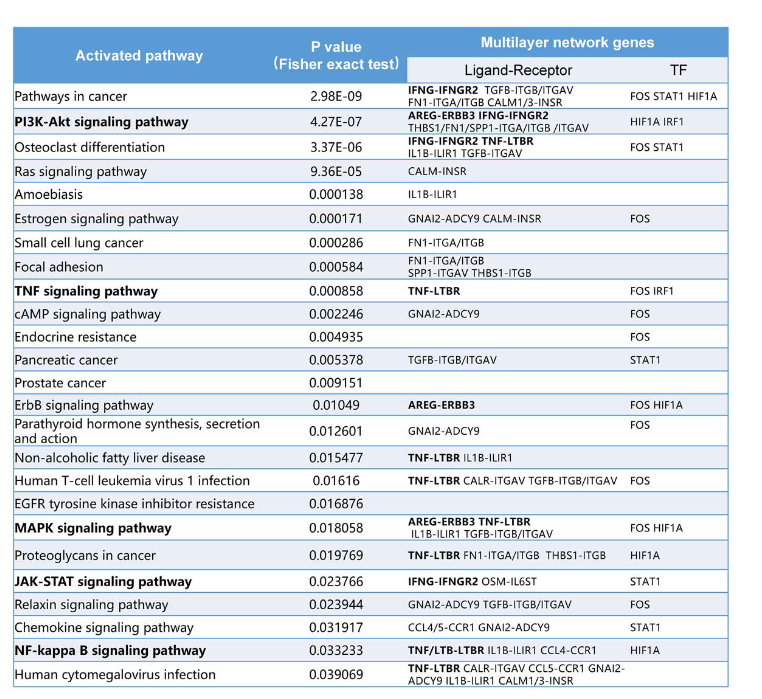 Activated pathway P value (Fisher exact test) Multilayer network genes
Ligand-Receptor TF
Pathways in cancer 2.98E-09 IFNG-IFNGR2 TGFB-ITGB/ITGAV FOS STAT1 HIF1A
FN1-ITGA/ITGB CALM1/3-INSR
PI3K-Akt signaling pathway 4.27E-07 AREG-ERBB3 IFNG-IFNGR2 HIF1A IRF1
THBS1/FN1/SPP1-ITGA/ITGB /ITGAV
Osteoclast differentiation 3.37E-06 IFNG-IFNGR2 TNF-LTBR FOS STAT1
IL1B-ILIR1 TGFB-ITGAV
Ras signaling pathway 9.36E-05 CALM-INSR
Amoebiasis 0.000138 IL1B-ILIR1
Estrogen signaling pathway 0.000171 GNAI2-ADCY9 CALM-INSR FOS
Small cell lung cancer 0.000286 FN1-ITGA/ITGB
Focal adhesion 0.000584 FN1-ITGA/ITGB
SPP1-ITGAV THBS1-ITGB
TNF signaling pathway 0.000858 TNF-LTBR FOS IRF1
cAMP signaling pathway 0.002246 GNAI2-ADCY9 FOS
Endocrine resistance 0.004935 FOS
Pancreatic cancer 0.005378 TGFB-ITGB/ITGAV STAT1
Prostate cancer 0.009151
ErbB signaling pathway 0.01049 AREG-ERBB3 FOS HIF1A
Parathyroid hormone synthesis, secretion
and action 0.012601 GNAI2-ADCY9 FOS
Non-alcoholic fatty liver disease 0.015477 TNF-LTBR IL1B-ILIR1
Human T-cell leukemia virus 1 infection 0.01616 TNF-LTBR CALR-ITGAV TGFB-ITGB/ITGAV FOS
EGFR tyrosine kinase inhibitor resistance 0.016876
MAPK signaling pathway 0.018058 AREG-ERBB3 TNF-LTBR FOS HIF1A
IL1B-ILIR1 TGFB-ITGB/ITGAV
Proteoglycans in cancer 0.019769 TNF-LTBR FN1-ITGA/ITGB THBS1-ITGB HIF1A
JAK-STAT signaling pathway 0.023766 IFNG-IFNGR2 OSM-IL6ST STAT1
Relaxin signaling pathway 0.023944 GNAI2-ADCY9 TGFB-ITGB/ITGAV FOS
Chemokine signaling pathway 0.031917 CCL4/5-CCR1 GNAI2-ADCY9 STAT1
NF-kappa B signaling pathway 0.033233 TNF/LTB-LTBR IL1B-ILIR1 CCL4-CCR1 HIF1A
Human cytomegalovirus infection 0.039069 TNF-LTBR CALR-ITGAV CCL5-CCR1 GNAI2-
ADCY9 IL1B-ILIR1 CALM1/3-INSR